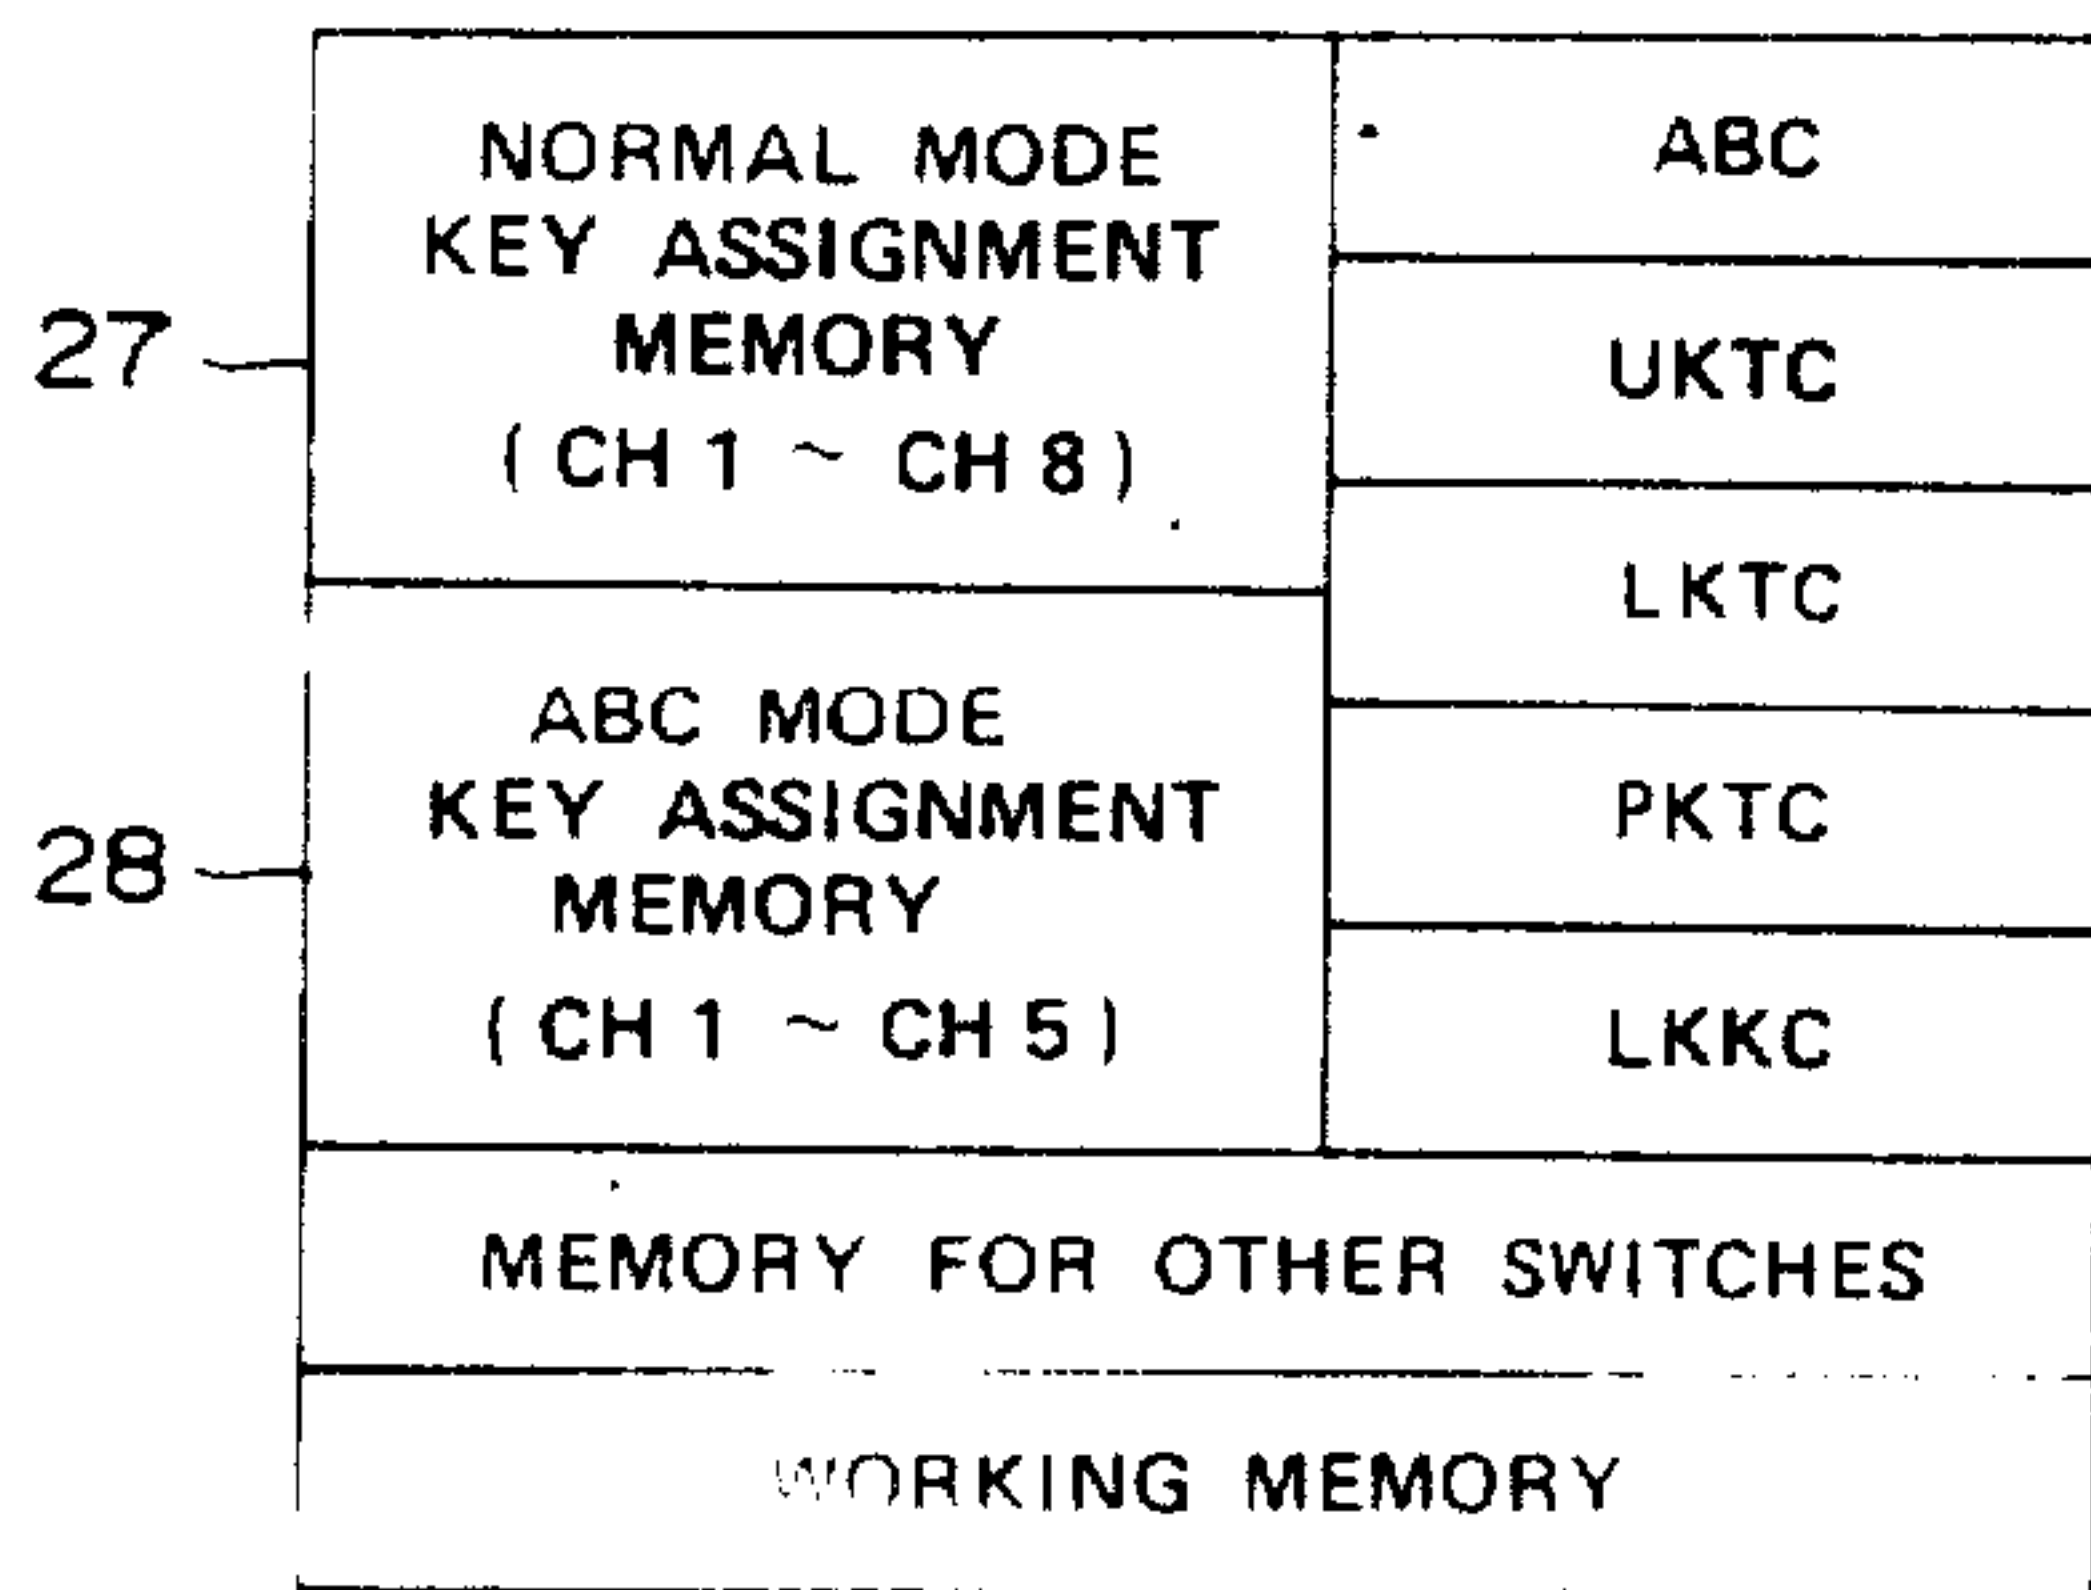 NORMAL MODE
KEY ASSIGNMENT
MEMORY
(CH 1 ~ CH 8)
27
ABC MODE
KEY ASSIGNMENT
MEMORY
(CH 1 ~ CH 5)
28
ABC
UKTC
LKTC
PKTC
LKKC
MEMORY FOR OTHER SWITCHES
WORKING MEMORY